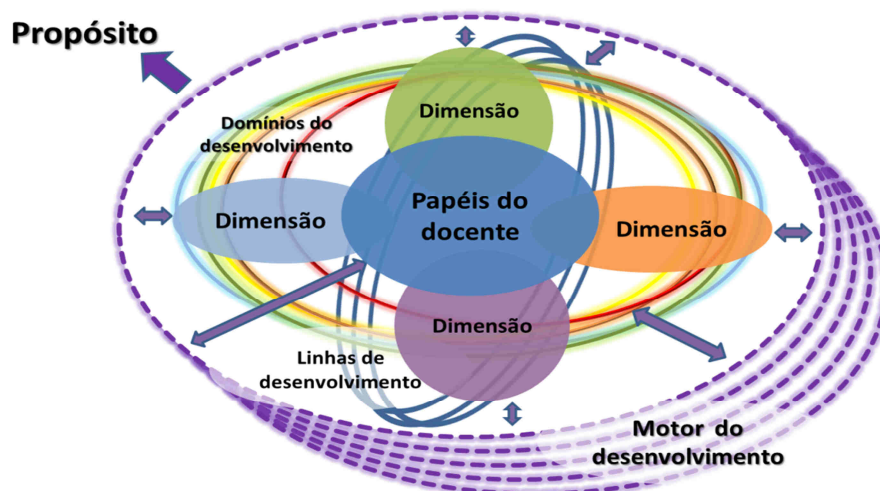 Propósito
Domínios do
desenvolvimento
Dimensão
Dimensão
Papéis do
docente
Dimensão
Dimensão
Linhas de
desenvolvimento
Motor do
desenvolvimento